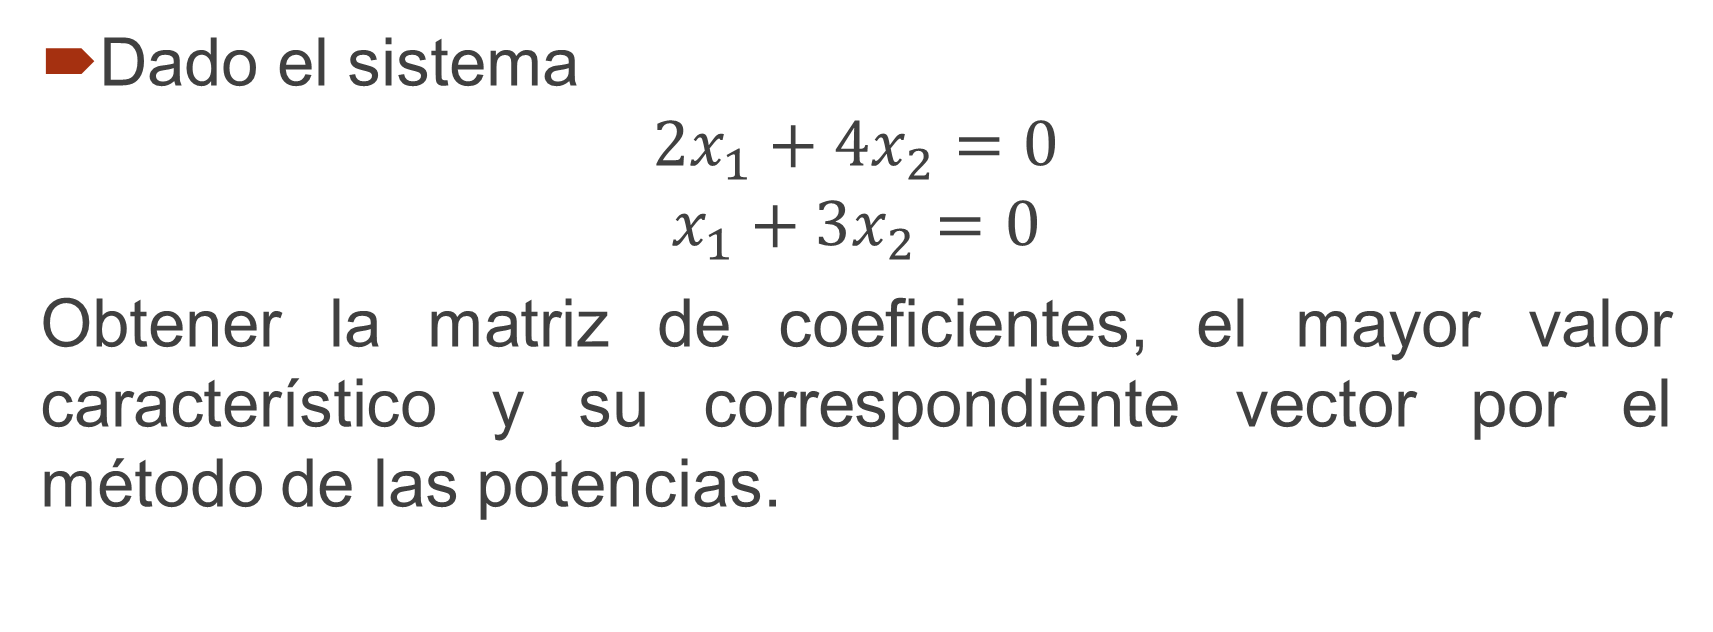 Dado el sistema
2x₁ + 4x₂ = 0
x₁ + 3x₂ = 0
Obtener la matriz de coeficientes, el mayor valor
característico y su correspondiente vector por el
método de las potencias.